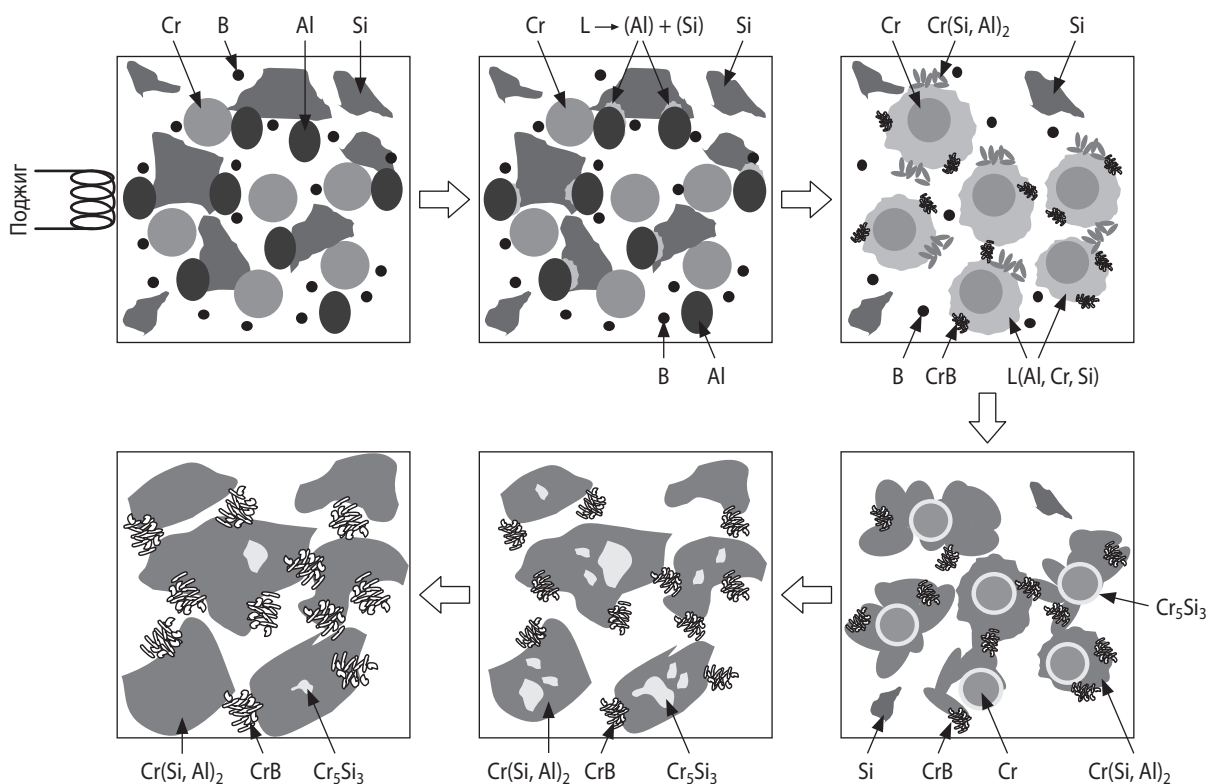 Cr B Al Si
Cr L → (Al) + (Si) Si
Cr Cr(Si, Al)₂ Si
Поджиг
B Al
B CrB L(Al, Cr, Si)
Cr₅Si₃
Cr(Si, Al)₂ CrB Cr₅Si₃
Cr(Si, Al)₂ CrB Cr₅Si₃
Si CrB Cr Cr(Si, Al)₂